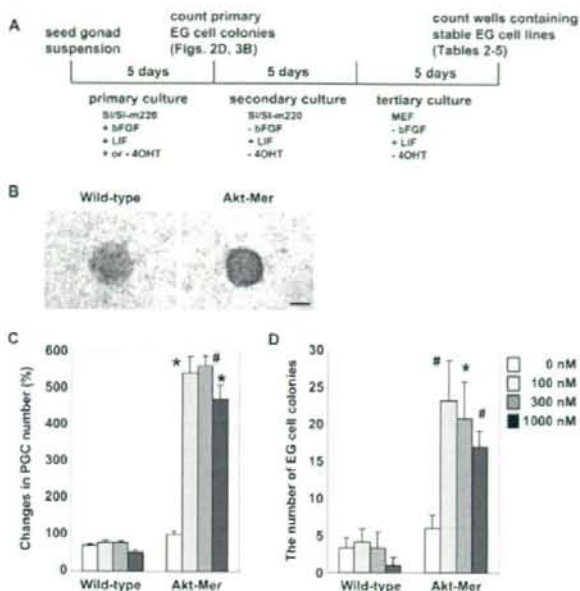 A
seed gonad suspension
count primary EG cell colonies (Figs. 2D, 3B)
count wells containing stable EG cell lines (Tables 2-5)
5 days
5 days
5 days
primary culture
Sl/Sl-m220
+ bFGF
+ LIF
+ or - 4OHT
secondary culture
Sl/Sl-m220
- bFGF
+ LIF
- 4OHT
tertiary culture
MEF
- bFGF
+ LIF
- 4OHT
B
Wild-type
Akt-Mer
C
Changes in PGC number (%)
600
500
400
300
200
100
0
* # *
Wild-type
Akt-Mer
D
The number of EG cell colonies
30
25
20
15
10
5
0
# * #
Wild-type
Akt-Mer
0 nM
100 nM
300 nM
1000 nM